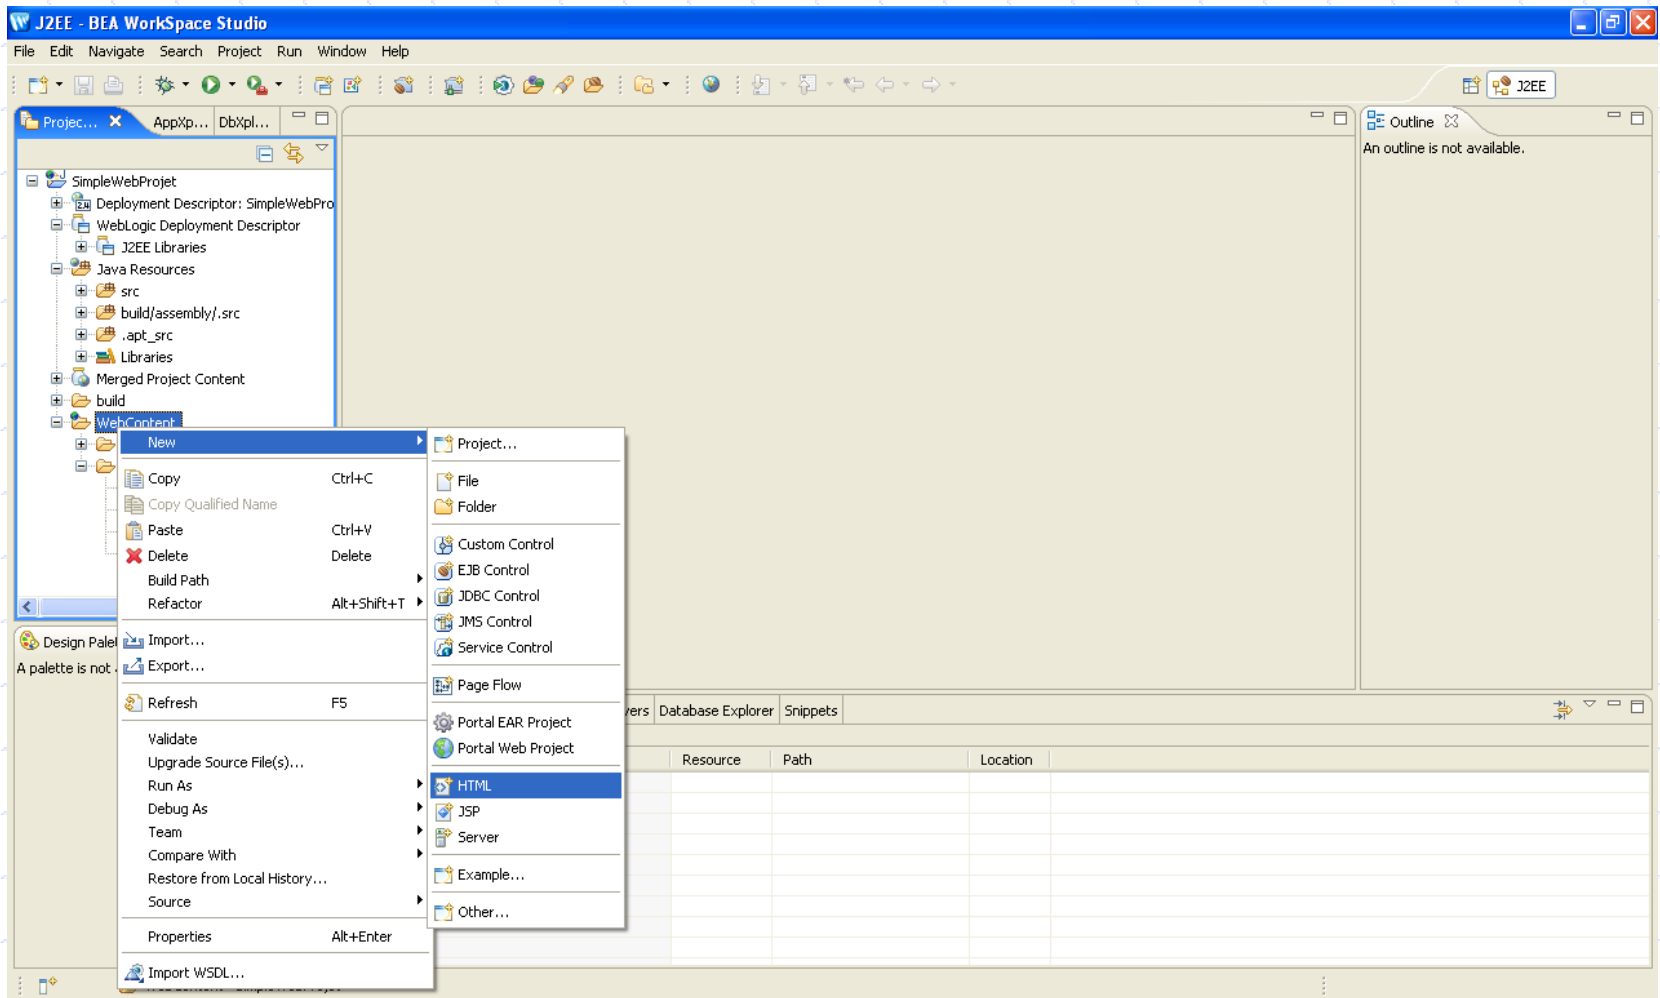 J2EE - BEA WorkSpace Studio
File Edit Navigate Search Project Run Window Help
J2EE
Projec... AppXp... DbXpl...
Outline
An outline is not available.
SimpleWebProjet
2.4 Deployment Descriptor: SimpleWebPro
WebLogic Deployment Descriptor
J2EE Libraries
Java Resources
src
build/assembly/.src
.apt_src
Libraries
Merged Project Content
build
WebContent
New
Copy Ctrl+C
Copy Qualified Name
Paste Ctrl+V
Delete Delete
Build Path
Refactor Alt+Shift+T
Import...
Export...
Refresh F5
Validate
Upgrade Source File(s)...
Run As
Debug As
Team
Compare With
Restore from Local History...
Source
Properties Alt+Enter
Import WSDL...
Project...
File
Folder
Custom Control
EJB Control
JDBC Control
JMS Control
Service Control
Page Flow
Portal EAR Project
Portal Web Project
HTML
JSP
Server
Example...
Other...
Design Pale
A palette is not
vers Database Explorer Snippets
Resource Path Location